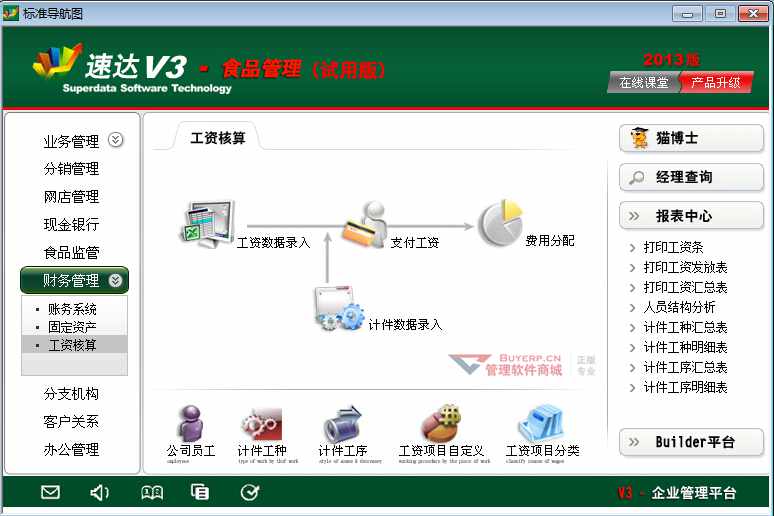 标准导航图
速达V3 - 食品管理（试用版）
Superdata Software Technology
2013版
在线课堂 产品升级
业务管理
分销管理
网店管理
现金银行
食品监管
财务管理
账务系统
固定资产
工资核算
分支机构
客户关系
办公管理
工资核算
工资数据录入
支付工资
费用分配
计件数据录入
BUYERP.CN
管理软件商城
正版
专业
公司员工
employees
计件工种
type of work by thef work
计件工序
工资项目自定义
working procedure by the piece of work
工资项目分类
classify course of wages
猫博士
经理查询
报表中心
打印工资条
打印工资发放表
打印工资汇总表
人员结构分析
计件工种汇总表
计件工种明细表
计件工序汇总表
计件工序明细表
Builder平台
V3 - 企业管理平台